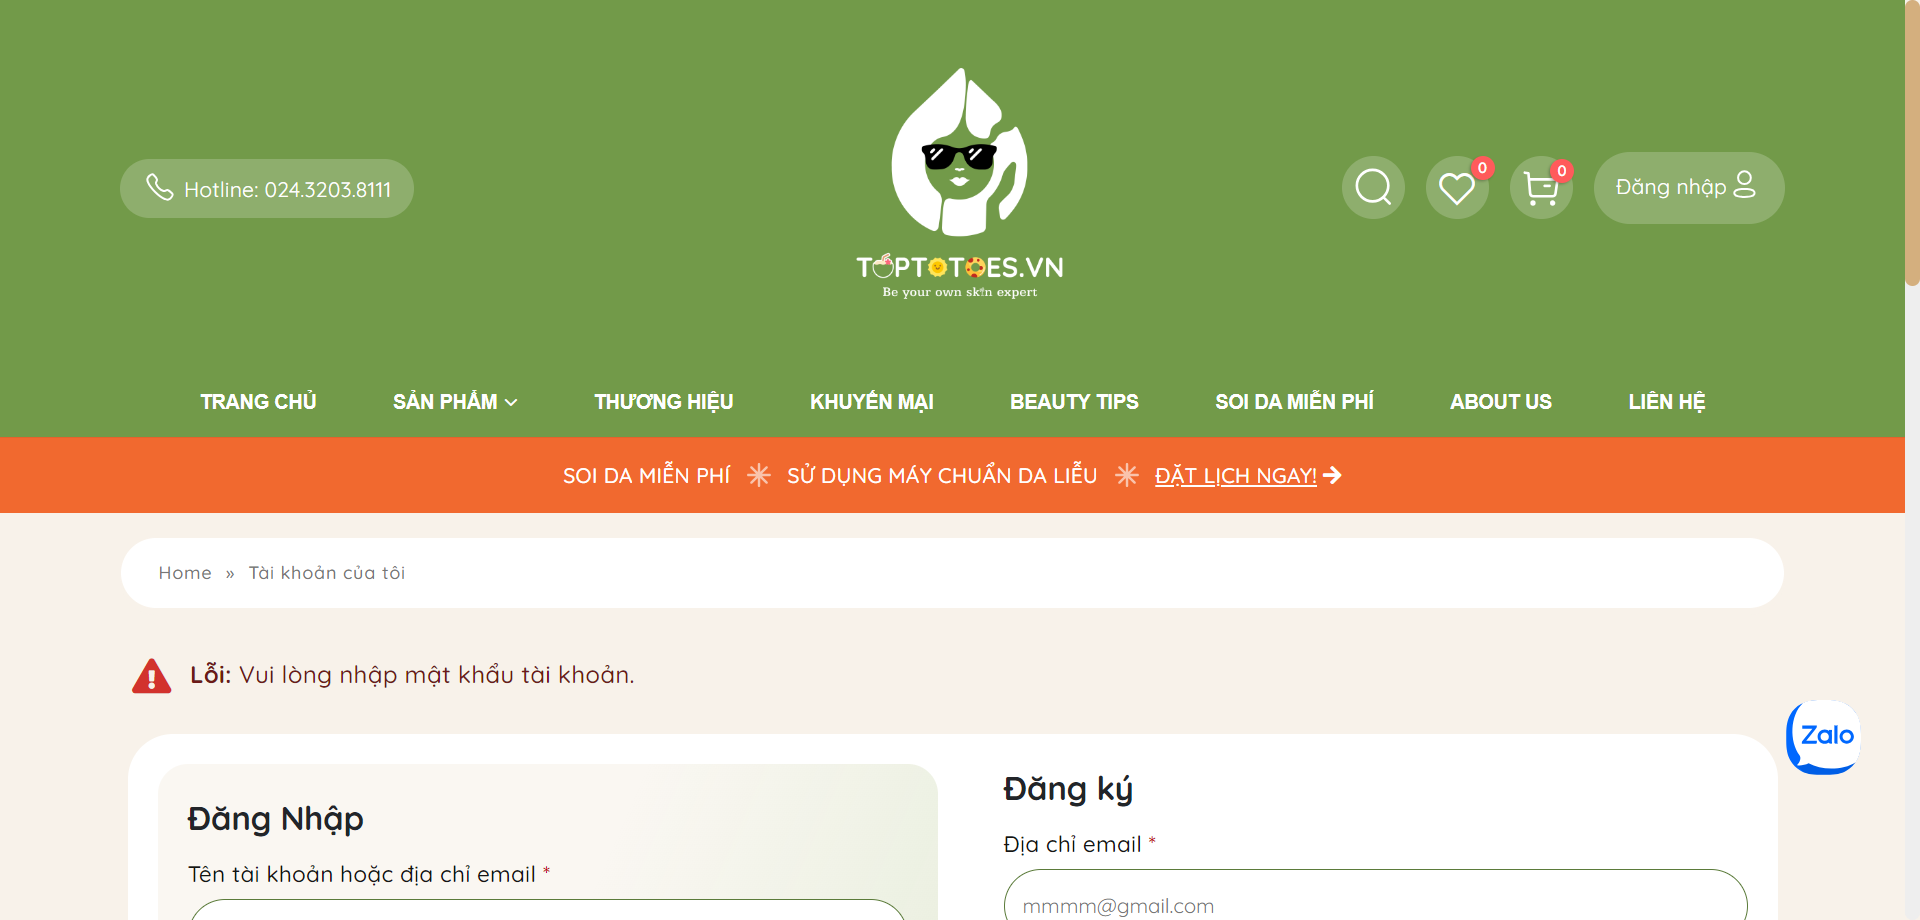 Hotline: 024.3203.8111
TOPTOTOES.VN
Be your own skin expert
0
0
Đăng nhập
TRANG CHỦ
SẢN PHẨM
THƯƠNG HIỆU
KHUYẾN MẠI
BEAUTY TIPS
SOI DA MIỄN PHÍ
ABOUT US
LIÊN HỆ
SOI DA MIỄN PHÍ
SỬ DỤNG MÁY CHUẨN DA LIỄU
ĐẶT LỊCH NGAY!
Home » Tài khoản của tôi
Lỗi: Vui lòng nhập mật khẩu tài khoản.
Zalo
Đăng Nhập
Tên tài khoản hoặc địa chỉ email *
Đăng ký
Địa chỉ email *
mmmm@gmail.com